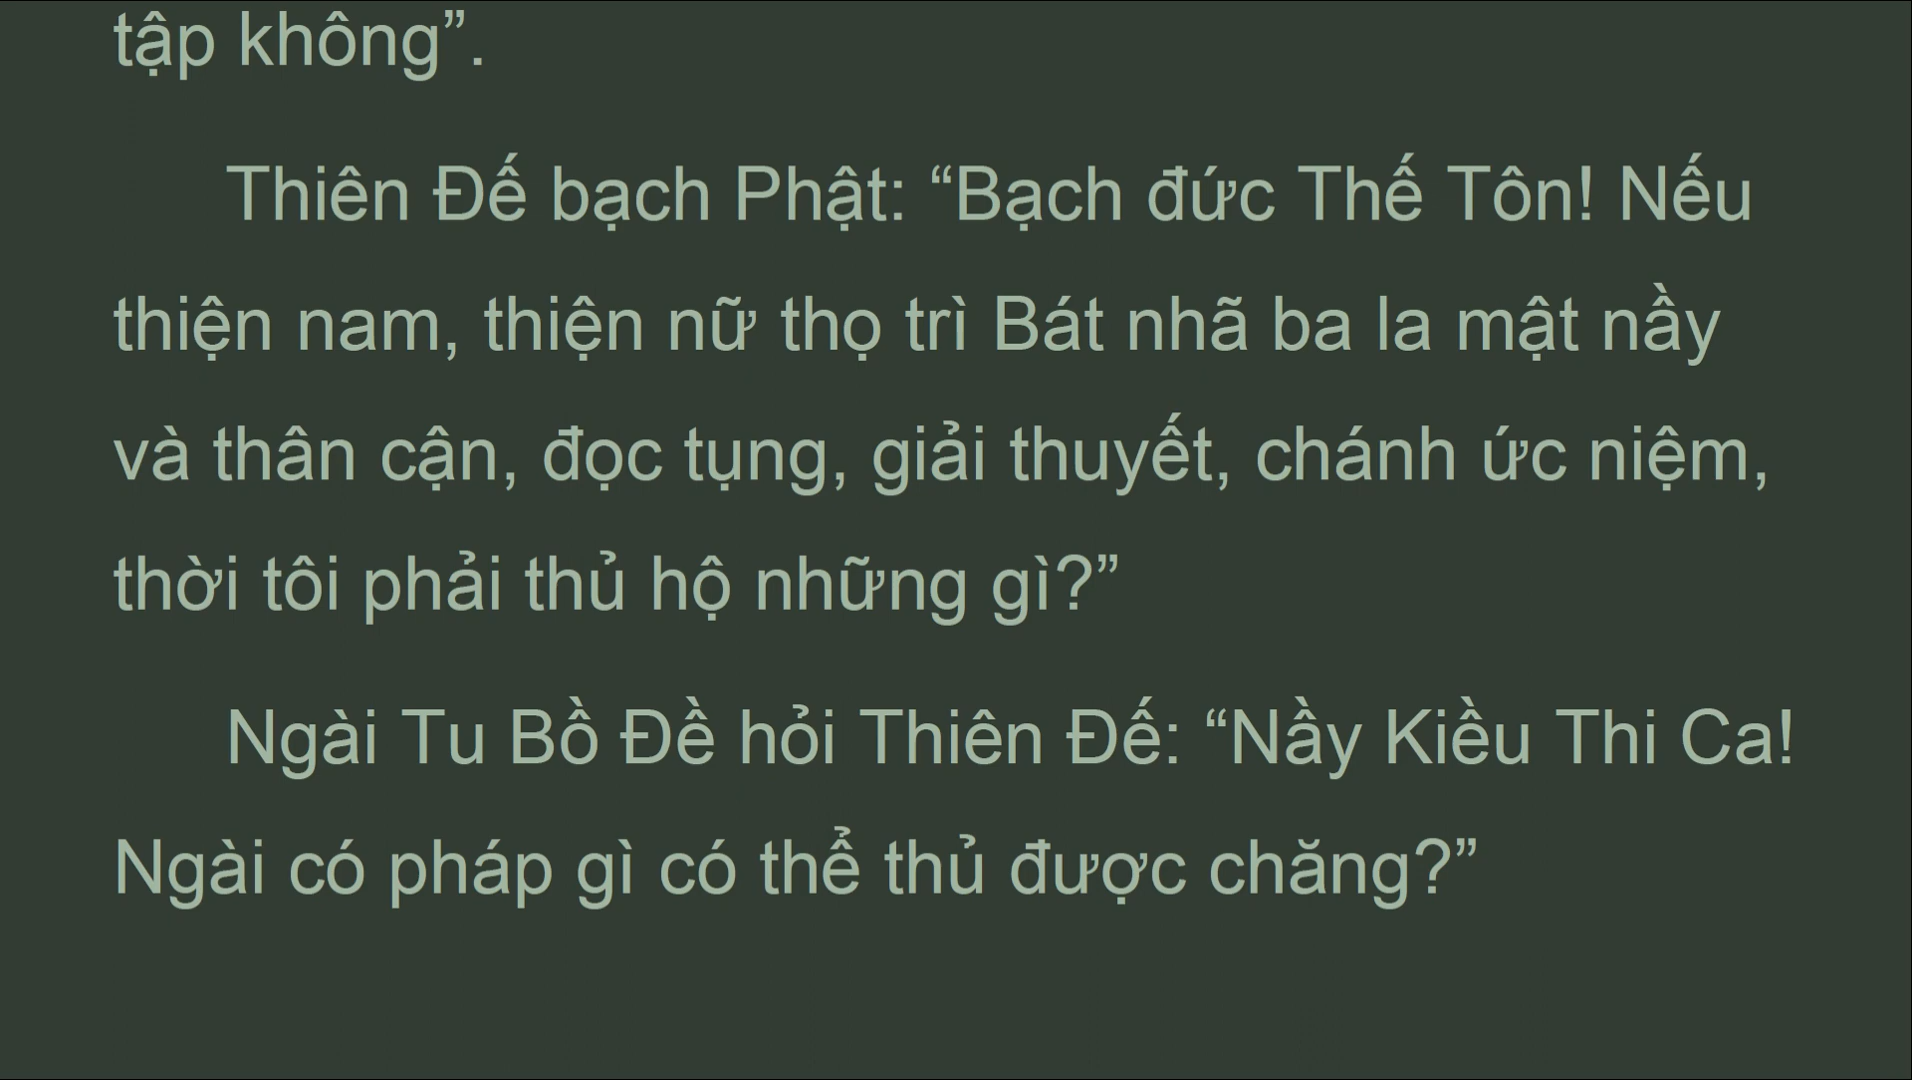 tập không”.
Thiên Đế bạch Phật: “Bạch đức Thế Tôn! Nếu
thiện nam, thiện nữ thọ trì Bát nhã ba la mật nầy
và thân cận, đọc tụng, giải thuyết, chánh ức niệm,
thời tôi phải thủ hộ những gì?”
Ngài Tu Bồ Đề hỏi Thiên Đế: “Nầy Kiều Thi Ca!
Ngài có pháp gì có thể thủ được chăng?”